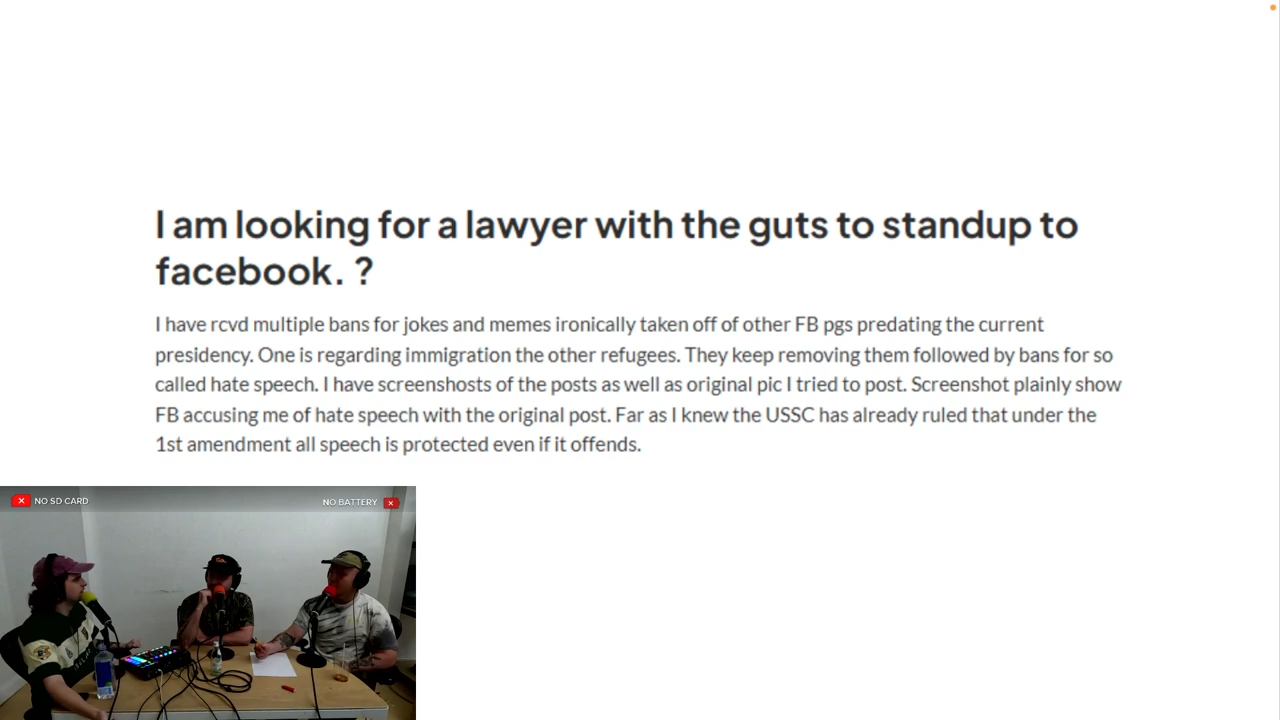 I am looking for a lawyer with the guts to standup to
facebook. ?
I have rcvd multiple bans for jokes and memes ironically taken off of other FB pgs predating the current
presidency. One is regarding immigration the other refugees. They keep removing them followed by bans for so
called hate speech. I have screenshosts of the posts as well as original pic I tried to post. Screenshot plainly show
FB accusing me of hate speech with the original post. Far as I knew the USSC has already ruled that under the
1st amendment all speech is protected even if it offends.
NO SD CARD
NO BATTERY